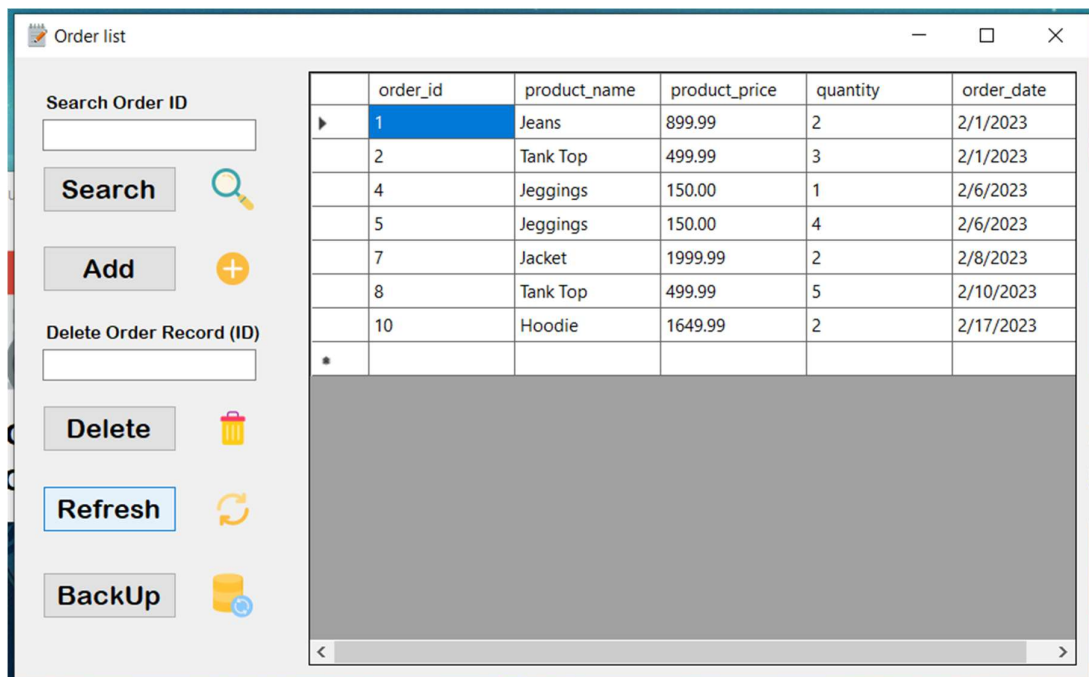 Order list
Search Order ID
Search
Add
Delete Order Record (ID)
Delete
Refresh
BackUp
order_id product_name product_price quantity order_date
1 Jeans 899.99 2 2/1/2023
2 Tank Top 499.99 3 2/1/2023
4 Jeggings 150.00 1 2/6/2023
5 Jeggings 150.00 4 2/6/2023
7 Jacket 1999.99 2 2/8/2023
8 Tank Top 499.99 5 2/10/2023
10 Hoodie 1649.99 2 2/17/2023